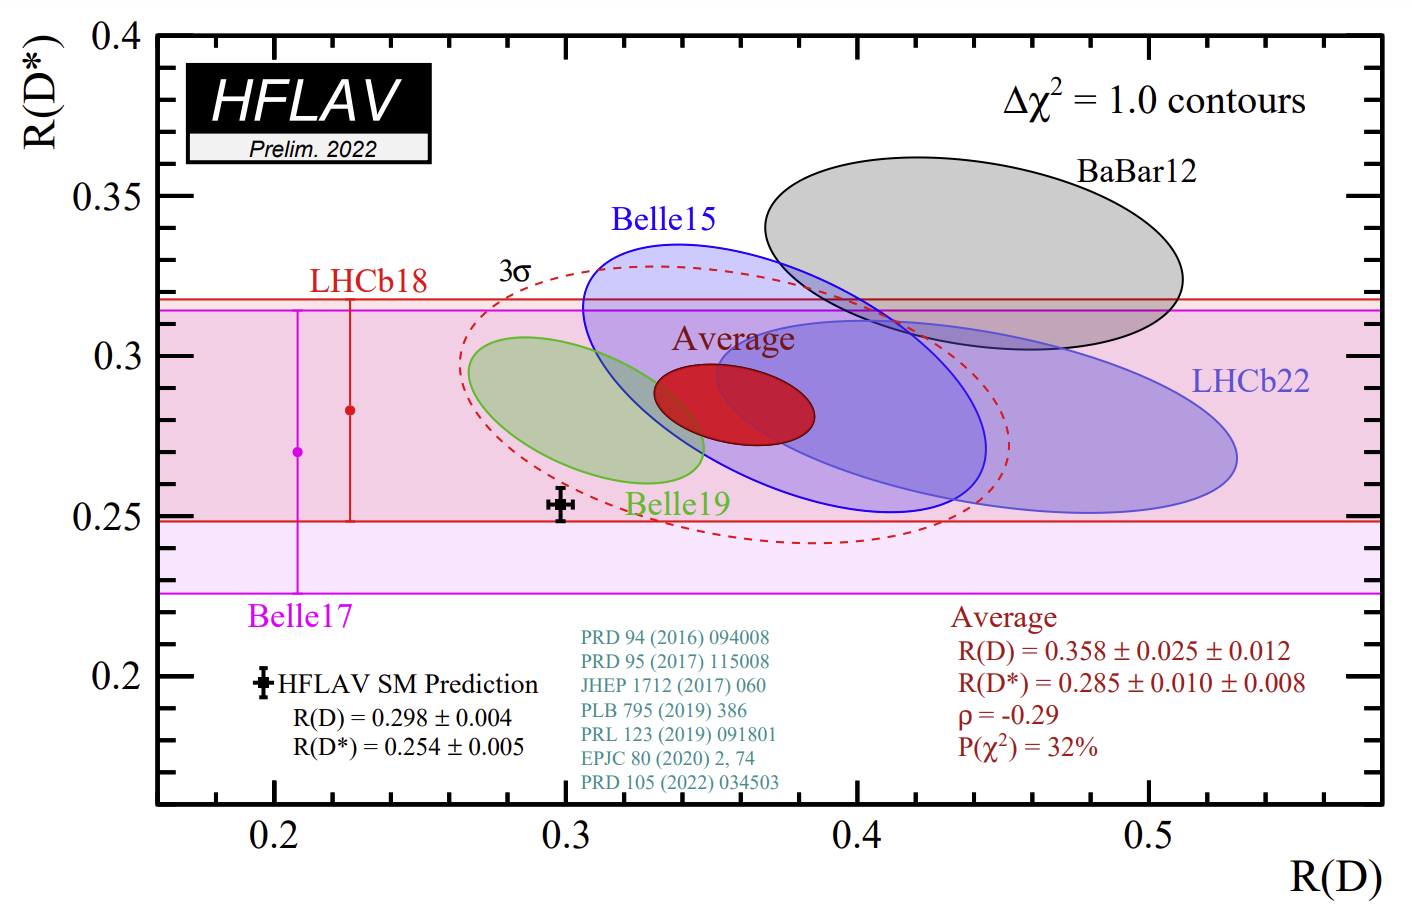 R(D*)
0.4
0.35
0.3
0.25
0.2
HFLAV
Prelim. 2022
Δχ² = 1.0 contours
BaBar12
Belle15
3σ
LHCb18
Average
LHCb22
Belle19
Belle17
HFLAV SM Prediction
R(D) = 0.298 ± 0.004
R(D*) = 0.254 ± 0.005
PRD 94 (2016) 094008
PRD 95 (2017) 115008
JHEP 1712 (2017) 060
PLB 795 (2019) 386
PRL 123 (2019) 091801
EPJC 80 (2020) 2, 74
PRD 105 (2022) 034503
Average
R(D) = 0.358 ± 0.025 ± 0.012
R(D*) = 0.285 ± 0.010 ± 0.008
ρ = -0.29
P(χ²) = 32%
0.2
0.3
0.4
0.5
R(D)